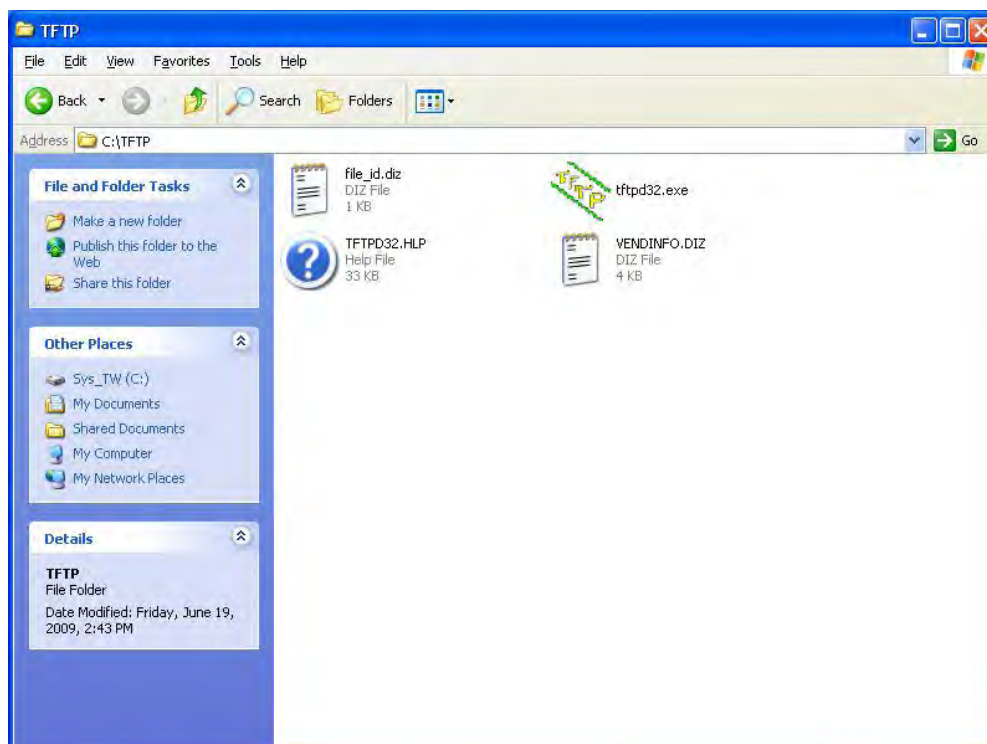 TFTP
File Edit View Favorites Tools Help
Back Search Folders
Address C:\TFTP Go
File and Folder Tasks
Make a new folder
Publish this folder to the
Web
Share this folder
Other Places
Sys_TW (C:)
My Documents
Shared Documents
My Computer
My Network Places
Details
TFTP
File Folder
Date Modified: Friday, June 19,
2009, 2:43 PM
file_id.diz
DIZ File
1 KB
TFTP
tftpd32.exe
TFTPD32.HLP
Help File
33 KB
VENDINFO.DIZ
DIZ File
4 KB